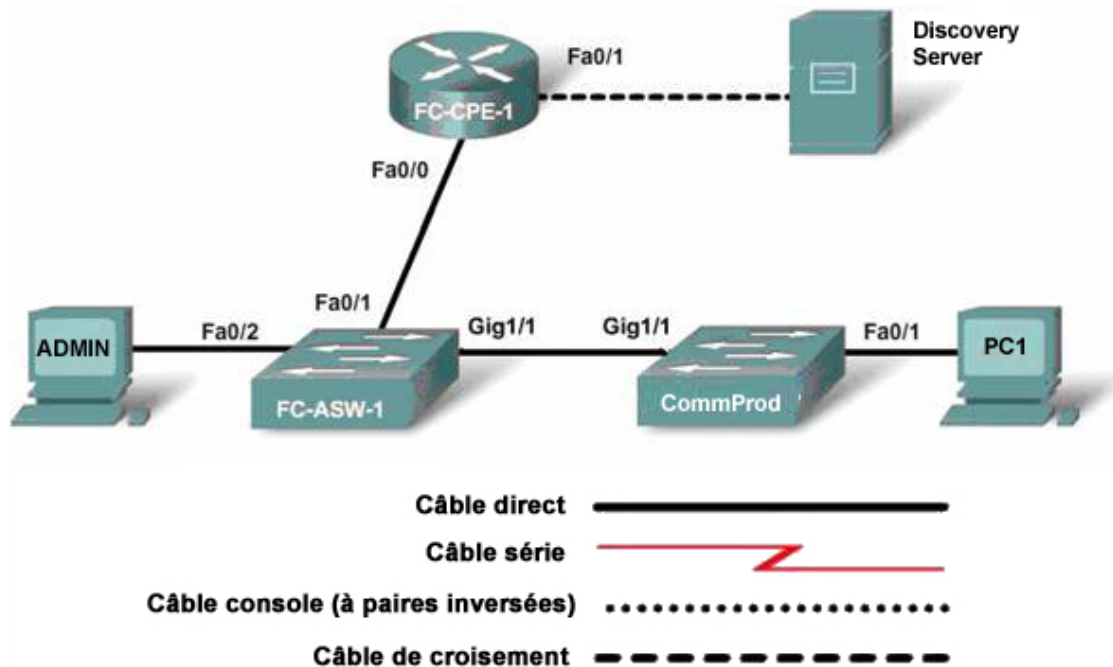 Discovery
Server
Fa0/1
FC-CPE-1
Fa0/0
Fa0/1
ADMIN
Fa0/2
Gig1/1
Gig1/1
Fa0/1
PC1
FC-ASW-1
CommProd
Câble direct
Câble série
Câble console (à paires inversées)
Câble de croisement